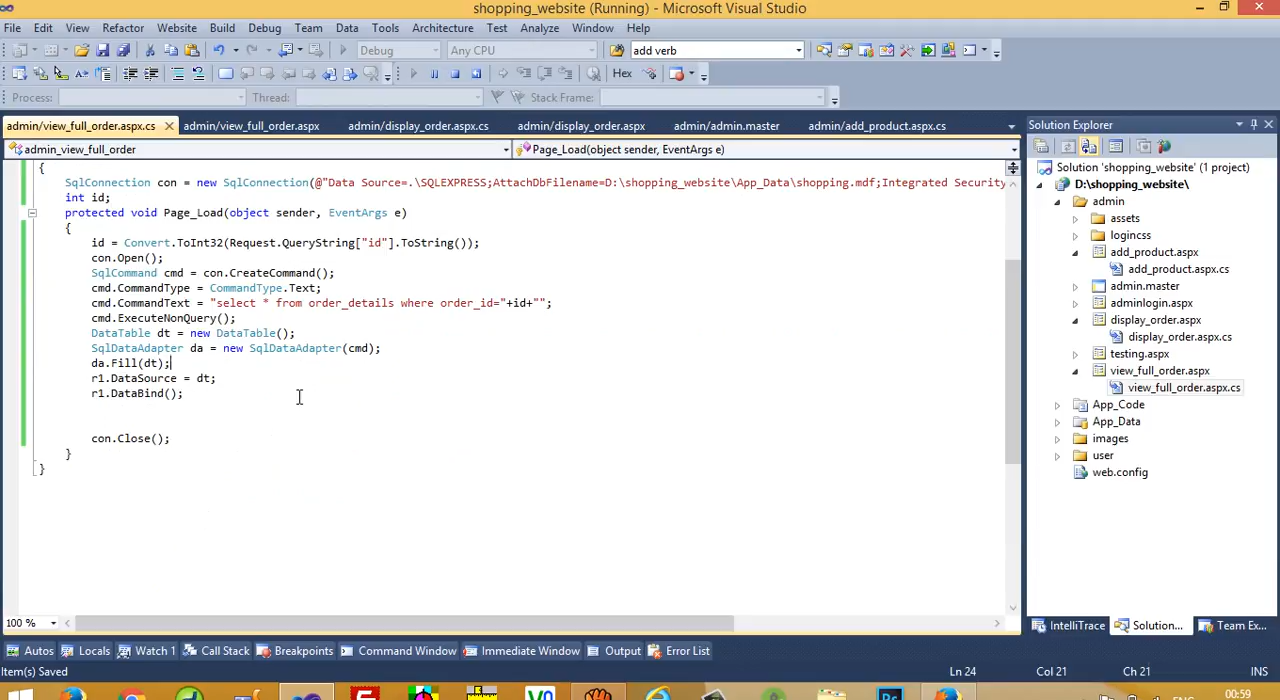 shopping_website (Running) - Microsoft Visual Studio
File Edit View Refactor Website Build Debug Team Data Tools Architecture Test Analyze Window Help
Debug Any CPU add verb
Hex
Process: Thread: Stack Frame:
admin/view_full_order.aspx.cs admin/view_full_order.aspx admin/display_order.aspx.cs admin/display_order.aspx admin/admin.master admin/add_product.aspx.cs
admin_view_full_order Page_Load(object sender, EventArgs e)
{
SqlConnection con = new SqlConnection(@"Data Source=.\SQLEXPRESS;AttachDbFilename=D:\shopping_website\App_Data\shopping.mdf;Integrated Security
int id;
protected void Page_Load(object sender, EventArgs e)
{
id = Convert.ToInt32(Request.QueryString["id"].ToString());
con.Open();
SqlCommand cmd = con.CreateCommand();
cmd.CommandType = CommandType.Text;
cmd.CommandText = "select * from order_details where order_id="+id+"";
cmd.ExecuteNonQuery();
DataTable dt = new DataTable();
SqlDataAdapter da = new SqlDataAdapter(cmd);
da.Fill(dt);
r1.DataSource = dt;
r1.DataBind();
con.Close();
}
}
100 %
Solution Explorer
Solution 'shopping_website' (1 project)
D:\shopping_website\
admin
assets
logincss
add_product.aspx
add_product.aspx.cs
admin.master
adminlogin.aspx
display_order.aspx
display_order.aspx.cs
testing.aspx
view_full_order.aspx
view_full_order.aspx.cs
App_Code
App_Data
images
user
web.config
IntelliTrace Solution... Team Ex...
Autos Locals Watch 1 Call Stack Breakpoints Command Window Immediate Window Output Error List
Item(s) Saved Ln 24 Col 21 Ch 21 INS
00:59